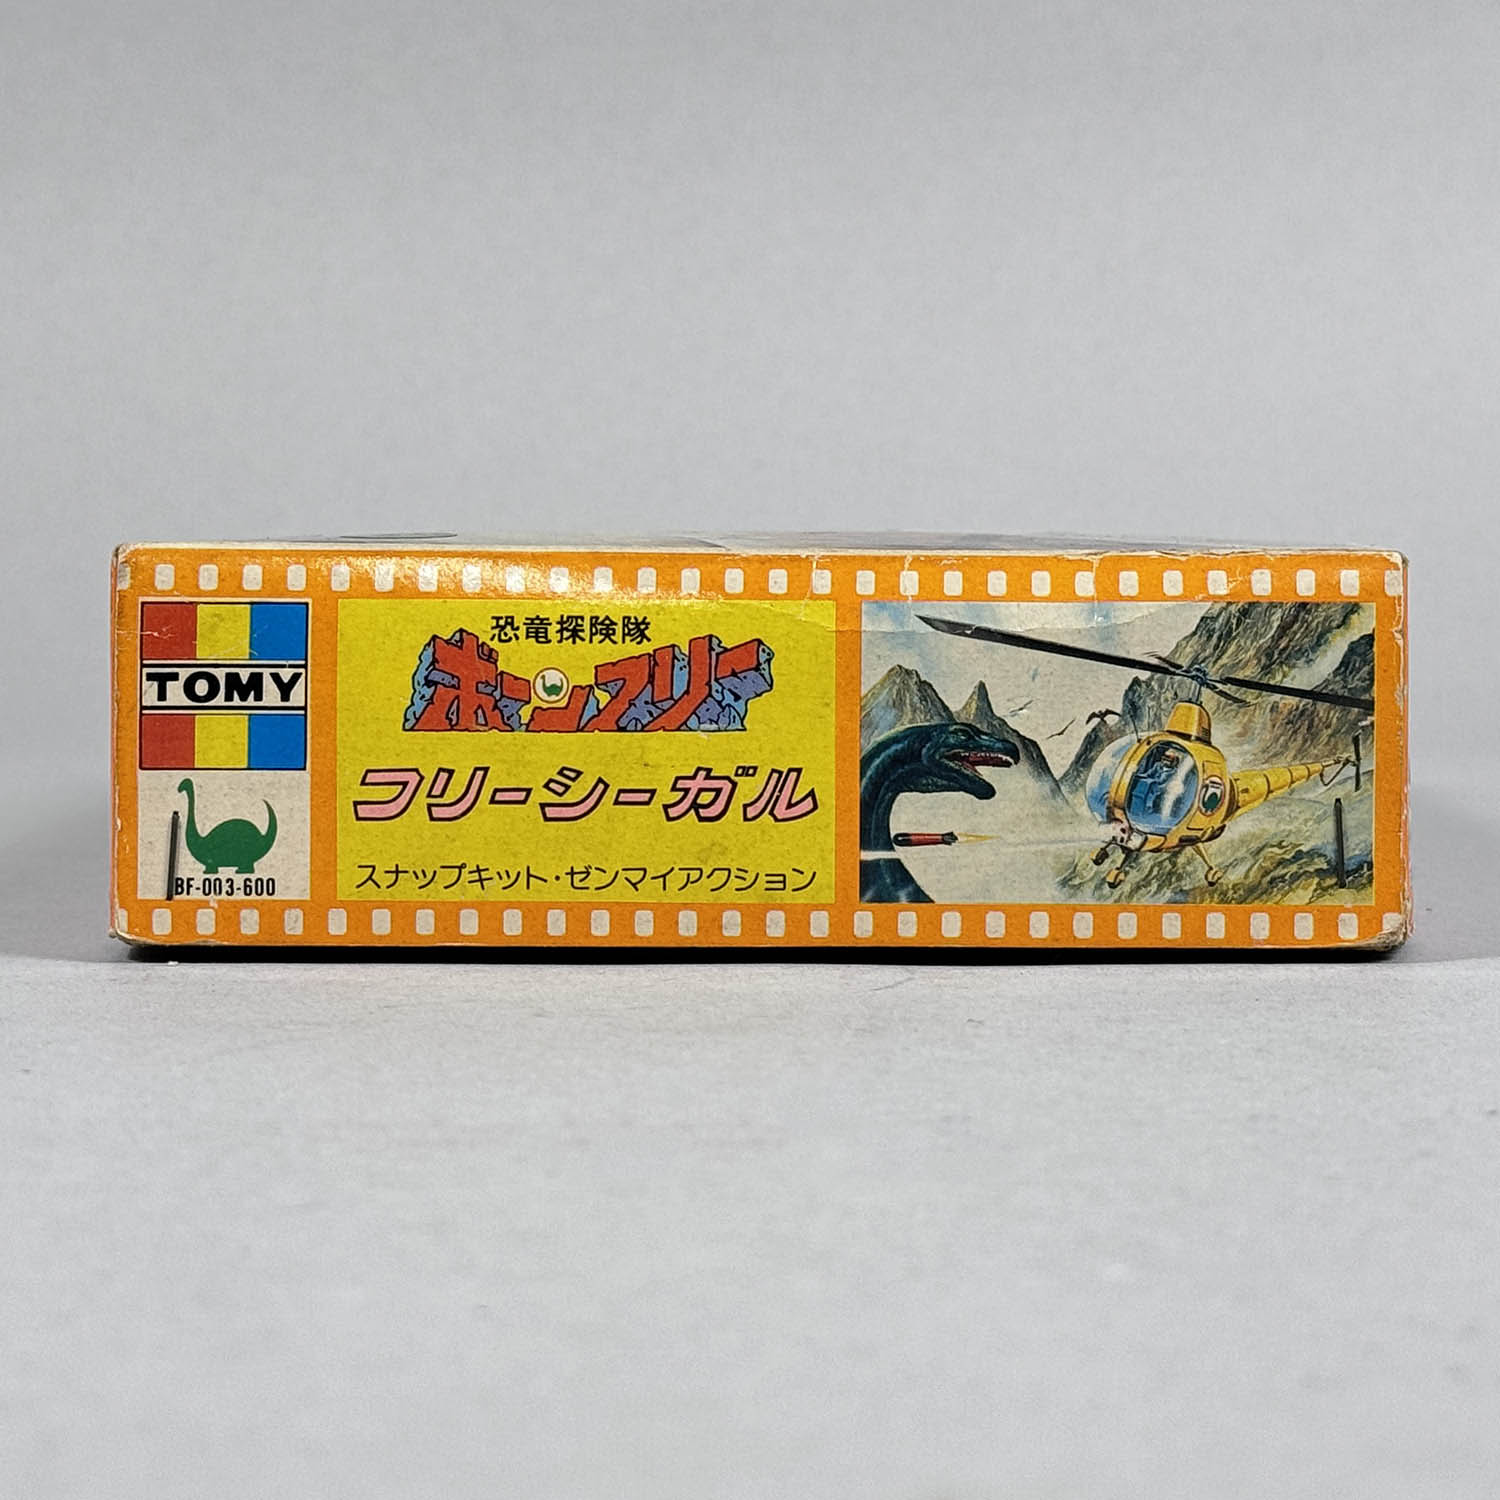 TOMY
BF-003-600
恐竜探険隊
ボーンフリー
フリーシーガル
スナップキット・ゼンマイアクション